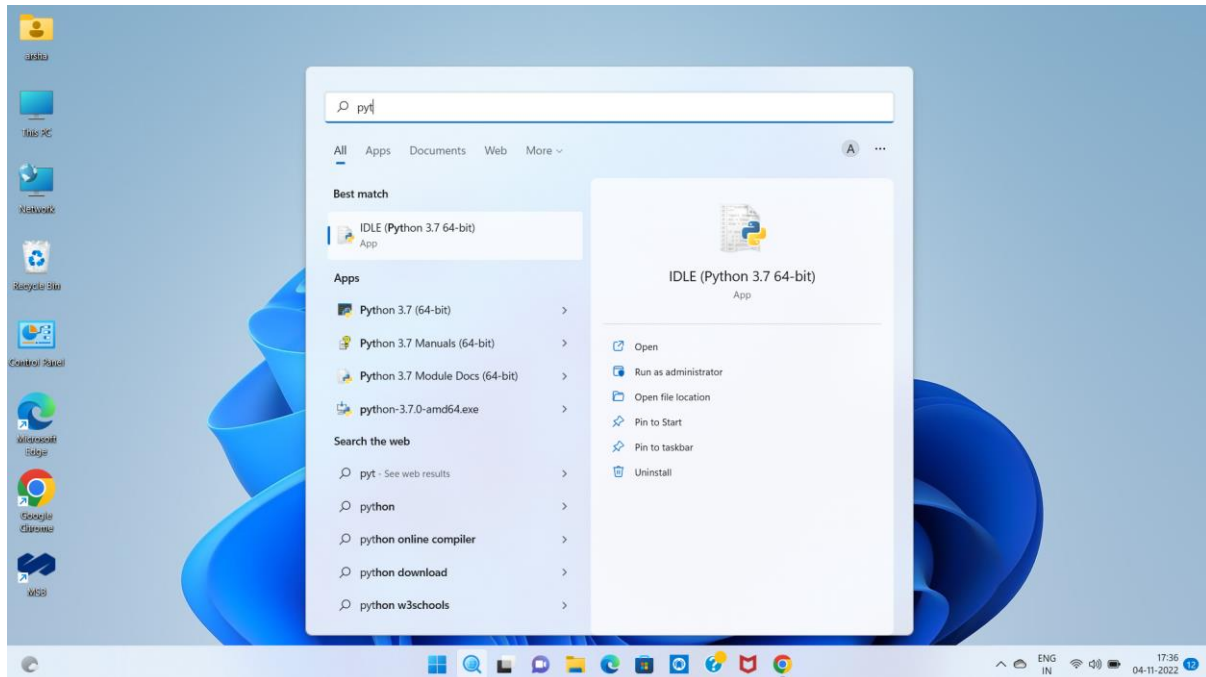 arsha
This PC
Network
Recycle Bin
Control Panel
Microsoft
Edge
Google
Chrome
MSB
pyt
All Apps Documents Web More
A ...
Best match
IDLE (Python 3.7 64-bit)
App
Apps
Python 3.7 (64-bit)
Python 3.7 Manuals (64-bit)
Python 3.7 Module Docs (64-bit)
python-3.7.0-amd64.exe
Search the web
pyt - See web results
python
python online compiler
python download
python w3schools
IDLE (Python 3.7 64-bit)
App
Open
Run as administrator
Open file location
Pin to Start
Pin to taskbar
Uninstall
ENG
IN
17:36
04-11-2022
12